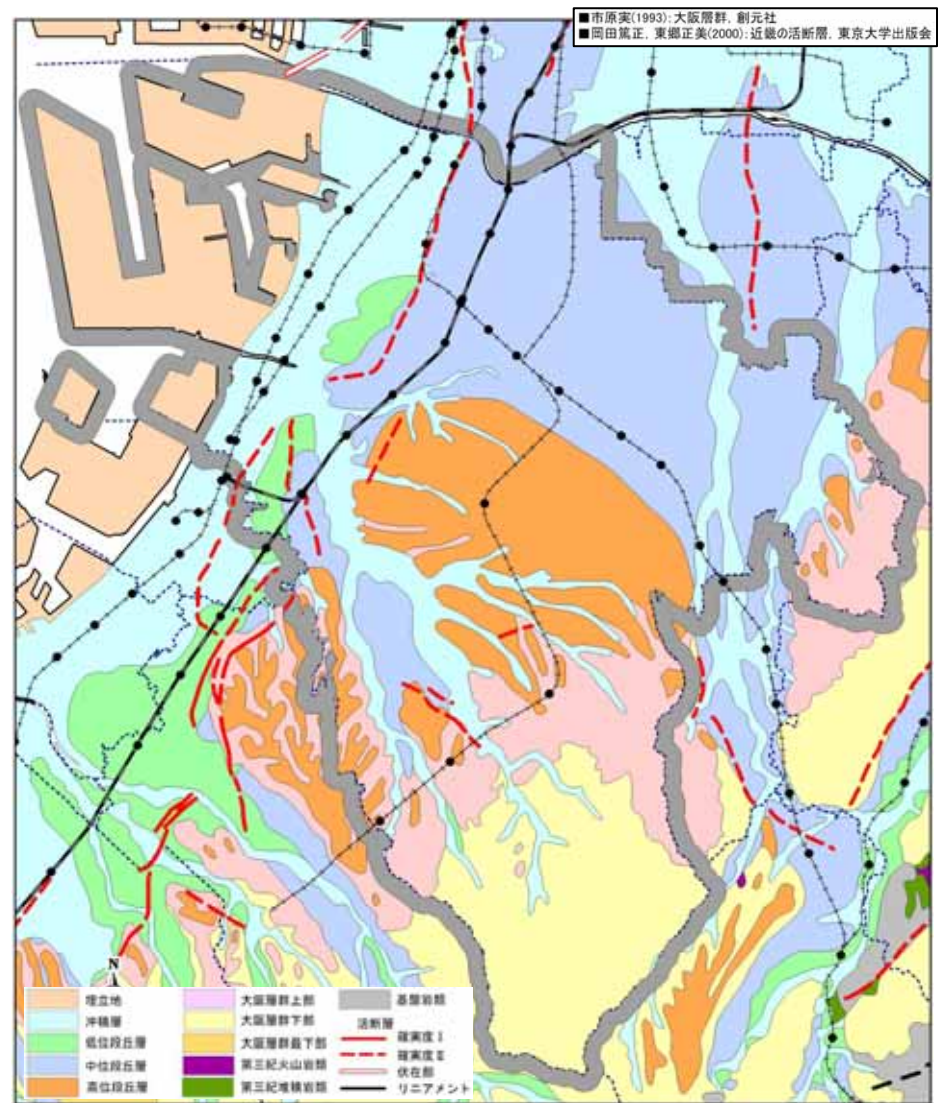 ■市原実(1993):大阪層群, 創元社
■岡田篤正, 東郷正美(2000):近畿の活断層, 東京大学出版会
N
埋立地
沖積層
低位段丘層
中位段丘層
高位段丘層
大阪層群上部
大阪層群下部
大阪層群最下部
第三紀火山岩類
第三紀堆積岩類
基盤岩類
活断層
確実度Ⅰ
確実度Ⅱ
伏在部
リニアメント